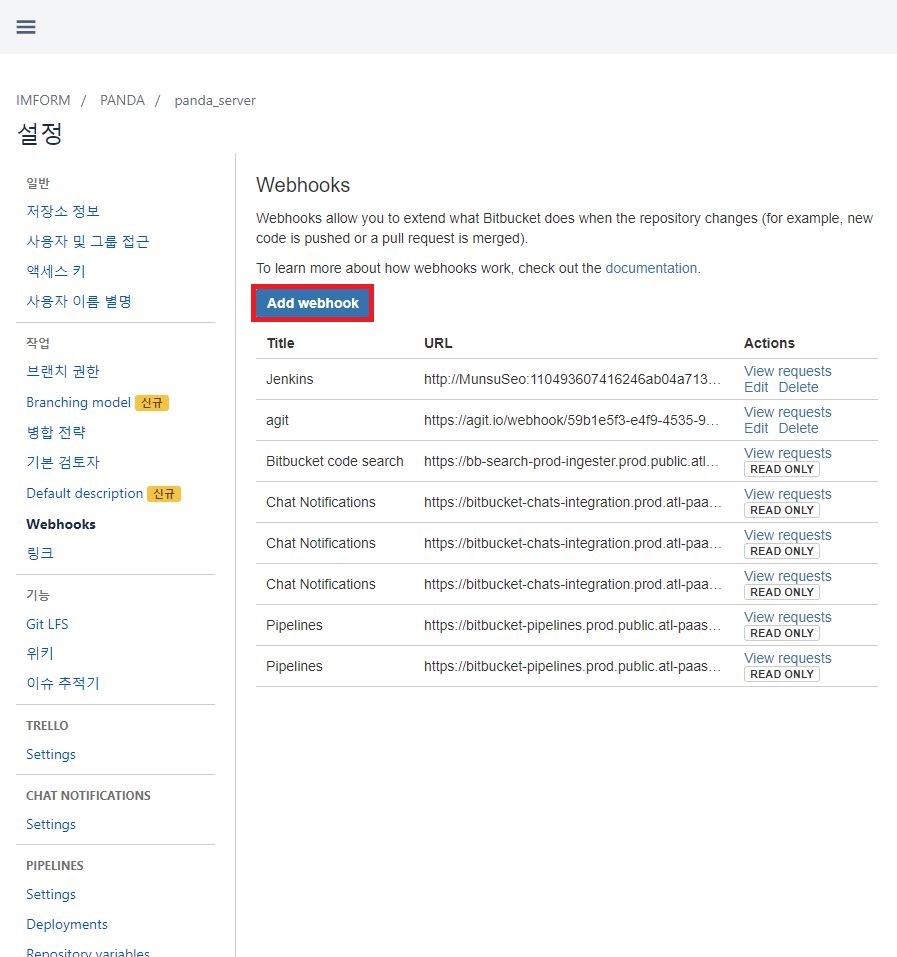 IMFORM / PANDA / panda_server
설정
일반
저장소 정보
사용자 및 그룹 접근
액세스 키
사용자 이름 별명
작업
브랜치 권한
Branching model 신규
병합 전략
기본 검토자
Default description 신규
Webhooks
링크
기능
Git LFS
위키
이슈 추적기
TRELLO
Settings
CHAT NOTIFICATIONS
Settings
PIPELINES
Settings
Deployments
Repository variables
Webhooks
Webhooks allow you to extend what Bitbucket does when the repository changes (for example, new
code is pushed or a pull request is merged).
To learn more about how webhooks work, check out the documentation.
Add webhook
Title URL Actions
Jenkins http://MunsuSeo:110493607416246ab04a713… View requests
Edit Delete
agit https://agit.io/webhook/59b1e5f3-e4f9-4535-9… View requests
Edit Delete
Bitbucket code search https://bb-search-prod-ingester.prod.public.atl… View requests
READ ONLY
Chat Notifications https://bitbucket-chats-integration.prod.atl-paa… View requests
READ ONLY
Chat Notifications https://bitbucket-chats-integration.prod.atl-paa… View requests
READ ONLY
Chat Notifications https://bitbucket-chats-integration.prod.atl-paa… View requests
READ ONLY
Pipelines https://bitbucket-pipelines.prod.public.atl-paas… View requests
READ ONLY
Pipelines https://bitbucket-pipelines.prod.public.atl-paas… View requests
READ ONLY